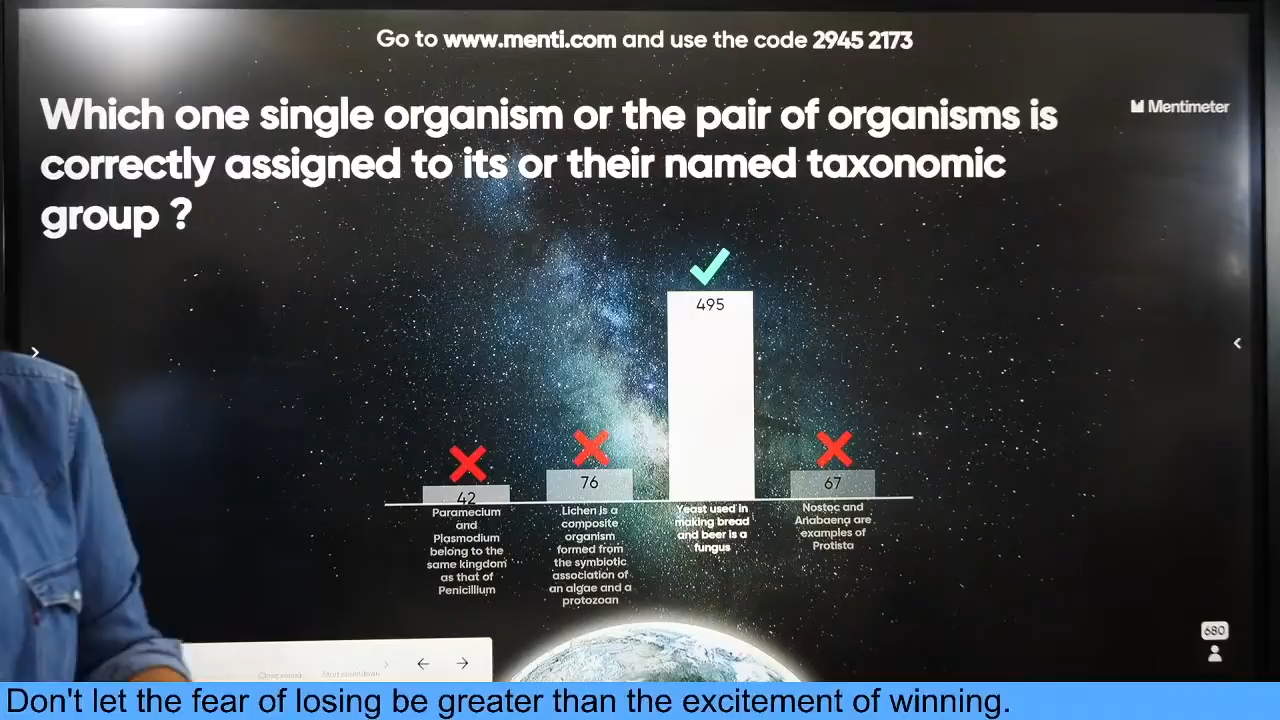 Go to www.menti.com and use the code 2945 2173
Which one single organism or the pair of organisms is
correctly assigned to its or their named taxonomic
group ?
Mentimeter
495
42
76
67
Paramecium
and
Plasmodium
belong to the
same kingdom
as that of
Penicillium
Lichen is a
composite
organism
formed from
the symbiotic
association of
an algae and a
protozoan
Yeast used in
making bread
and beer is a
fungus
Nostoc and
Anabaena are
examples of
Protista
680
Close sound
Start countdown
Don't let the fear of losing be greater than the excitement of winning.